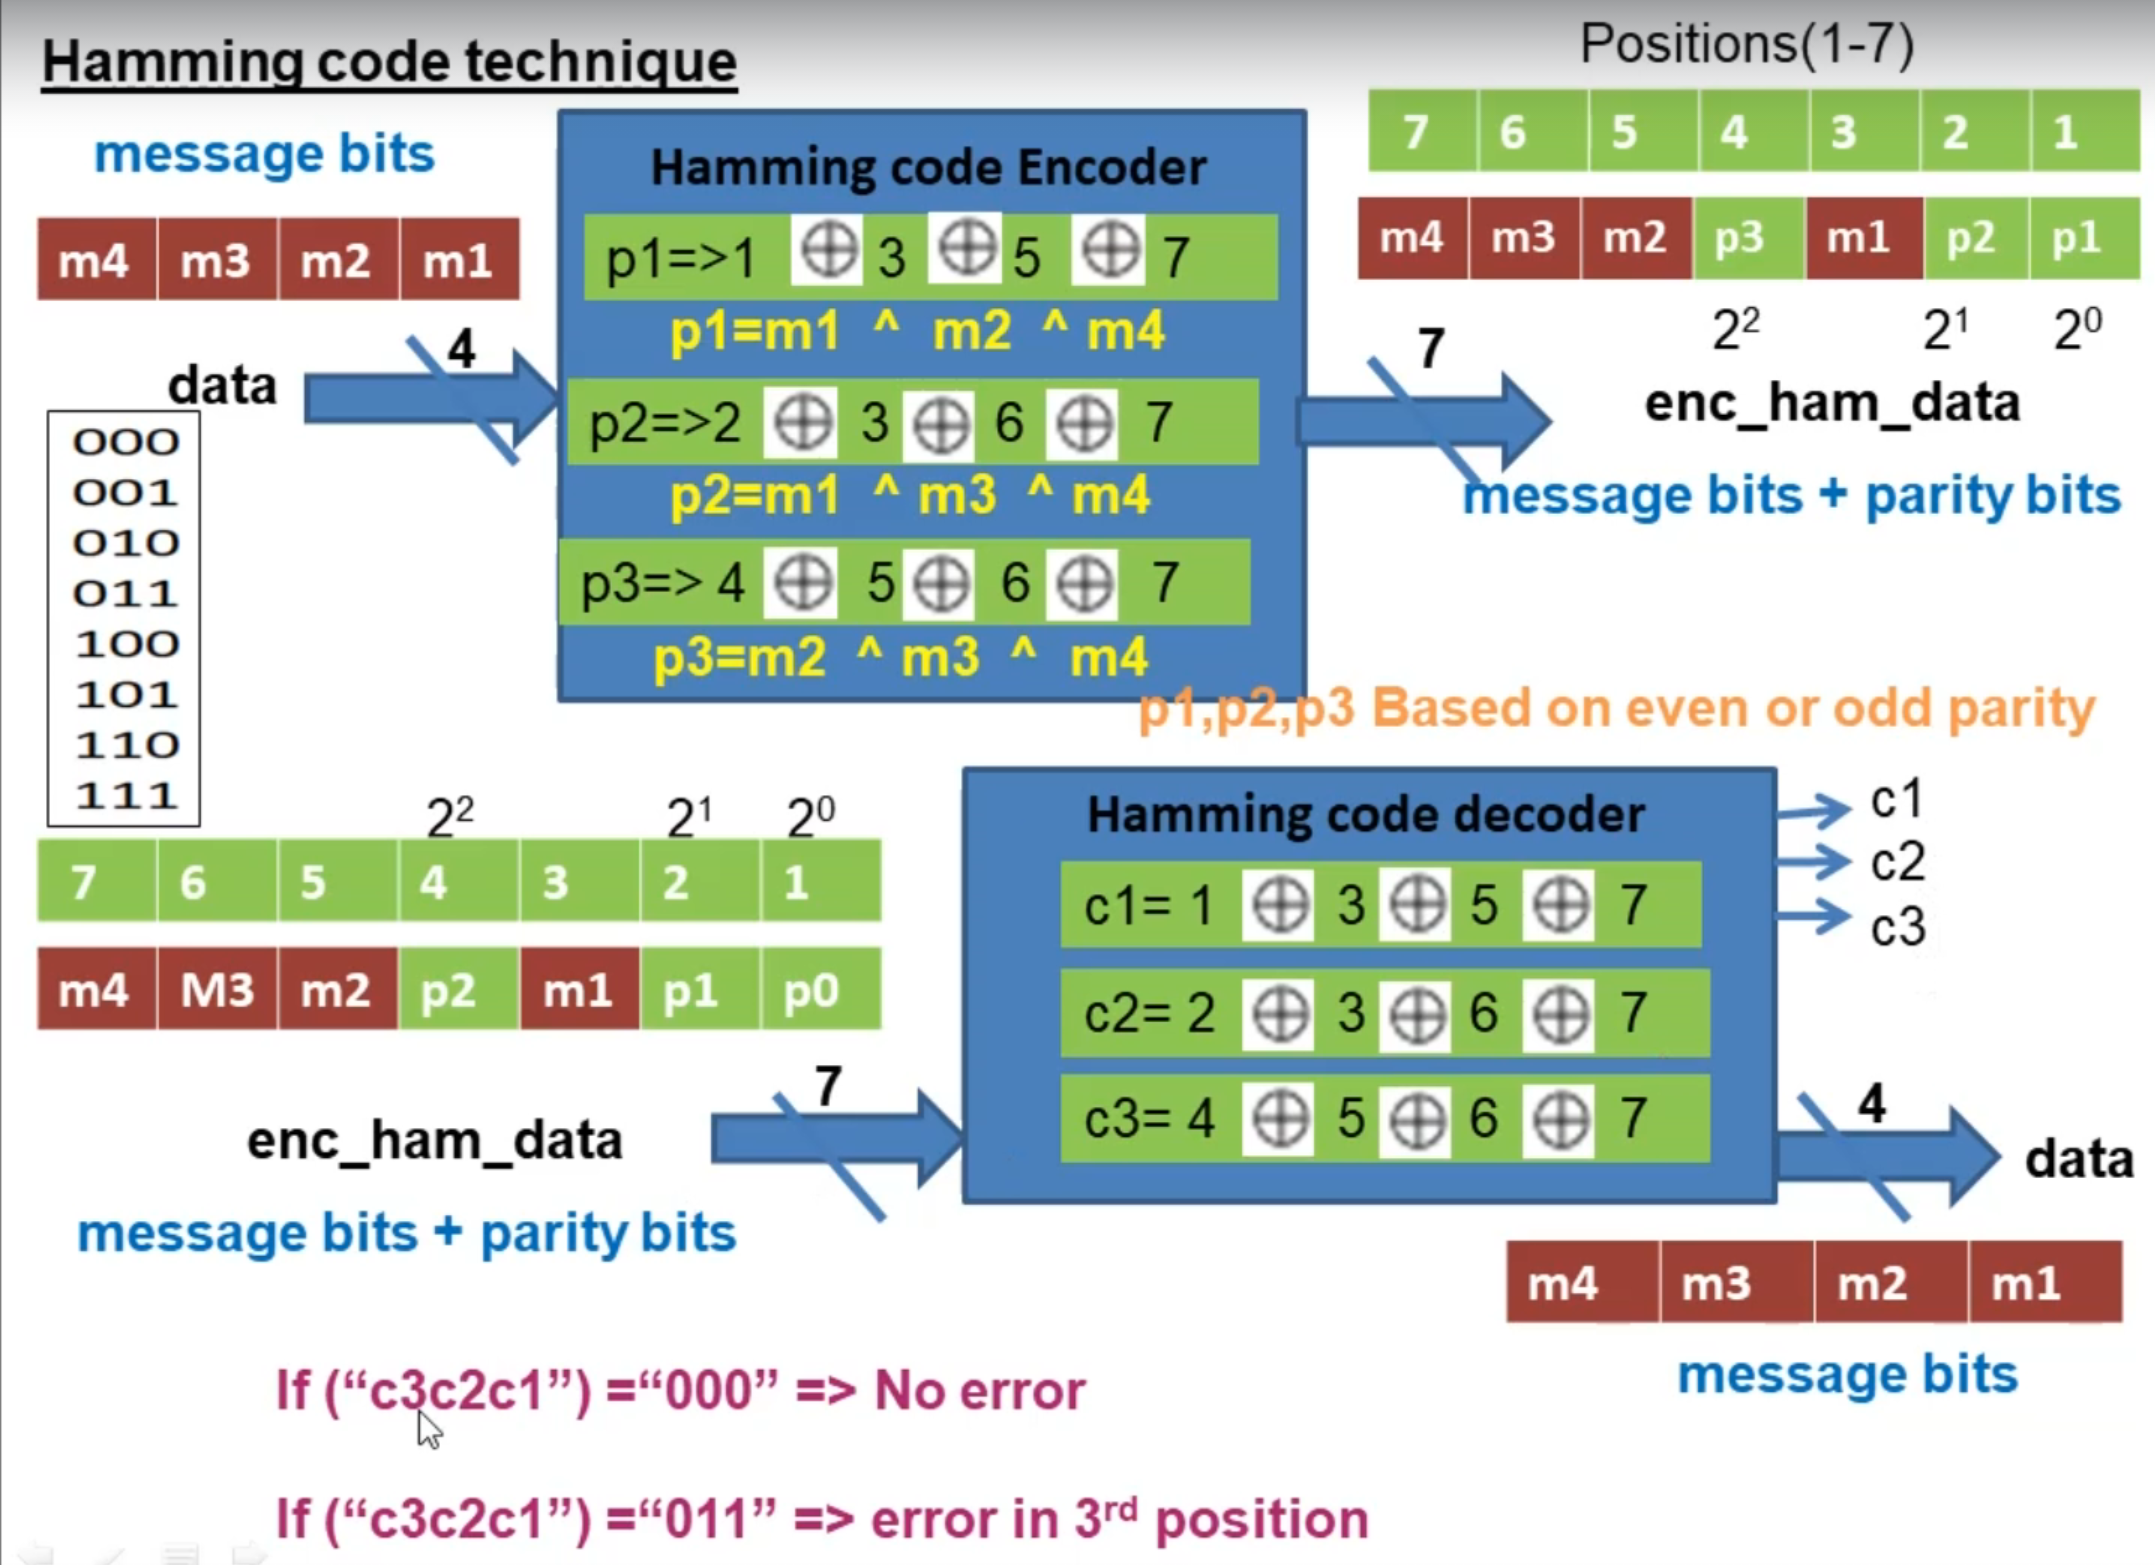 Hamming code technique
Positions(1-7)
message bits
m4 m3 m2 m1
data
4
000
001
010
011
100
101
110
111
Hamming code Encoder
p1=>1 ⊕ 3 ⊕ 5 ⊕ 7
p1=m1 ^ m2 ^ m4
p2=>2 ⊕ 3 ⊕ 6 ⊕ 7
p2=m1 ^ m3 ^ m4
p3=> 4 ⊕ 5 ⊕ 6 ⊕ 7
p3=m2 ^ m3 ^ m4
7 6 5 4 3 2 1
m4 m3 m2 p3 m1 p2 p1
2² 2¹ 2⁰
7
enc_ham_data
message bits + parity bits
p1,p2,p3 Based on even or odd parity
2² 2¹ 2⁰
7 6 5 4 3 2 1
m4 M3 m2 p2 m1 p1 p0
7
enc_ham_data
message bits + parity bits
Hamming code decoder
c1= 1 ⊕ 3 ⊕ 5 ⊕ 7
c2= 2 ⊕ 3 ⊕ 6 ⊕ 7
c3= 4 ⊕ 5 ⊕ 6 ⊕ 7
c1
c2
c3
4
data
m4 m3 m2 m1
message bits
If (“c3c2c1”) =“000” => No error
If (“c3c2c1”) =“011” => error in 3rd position